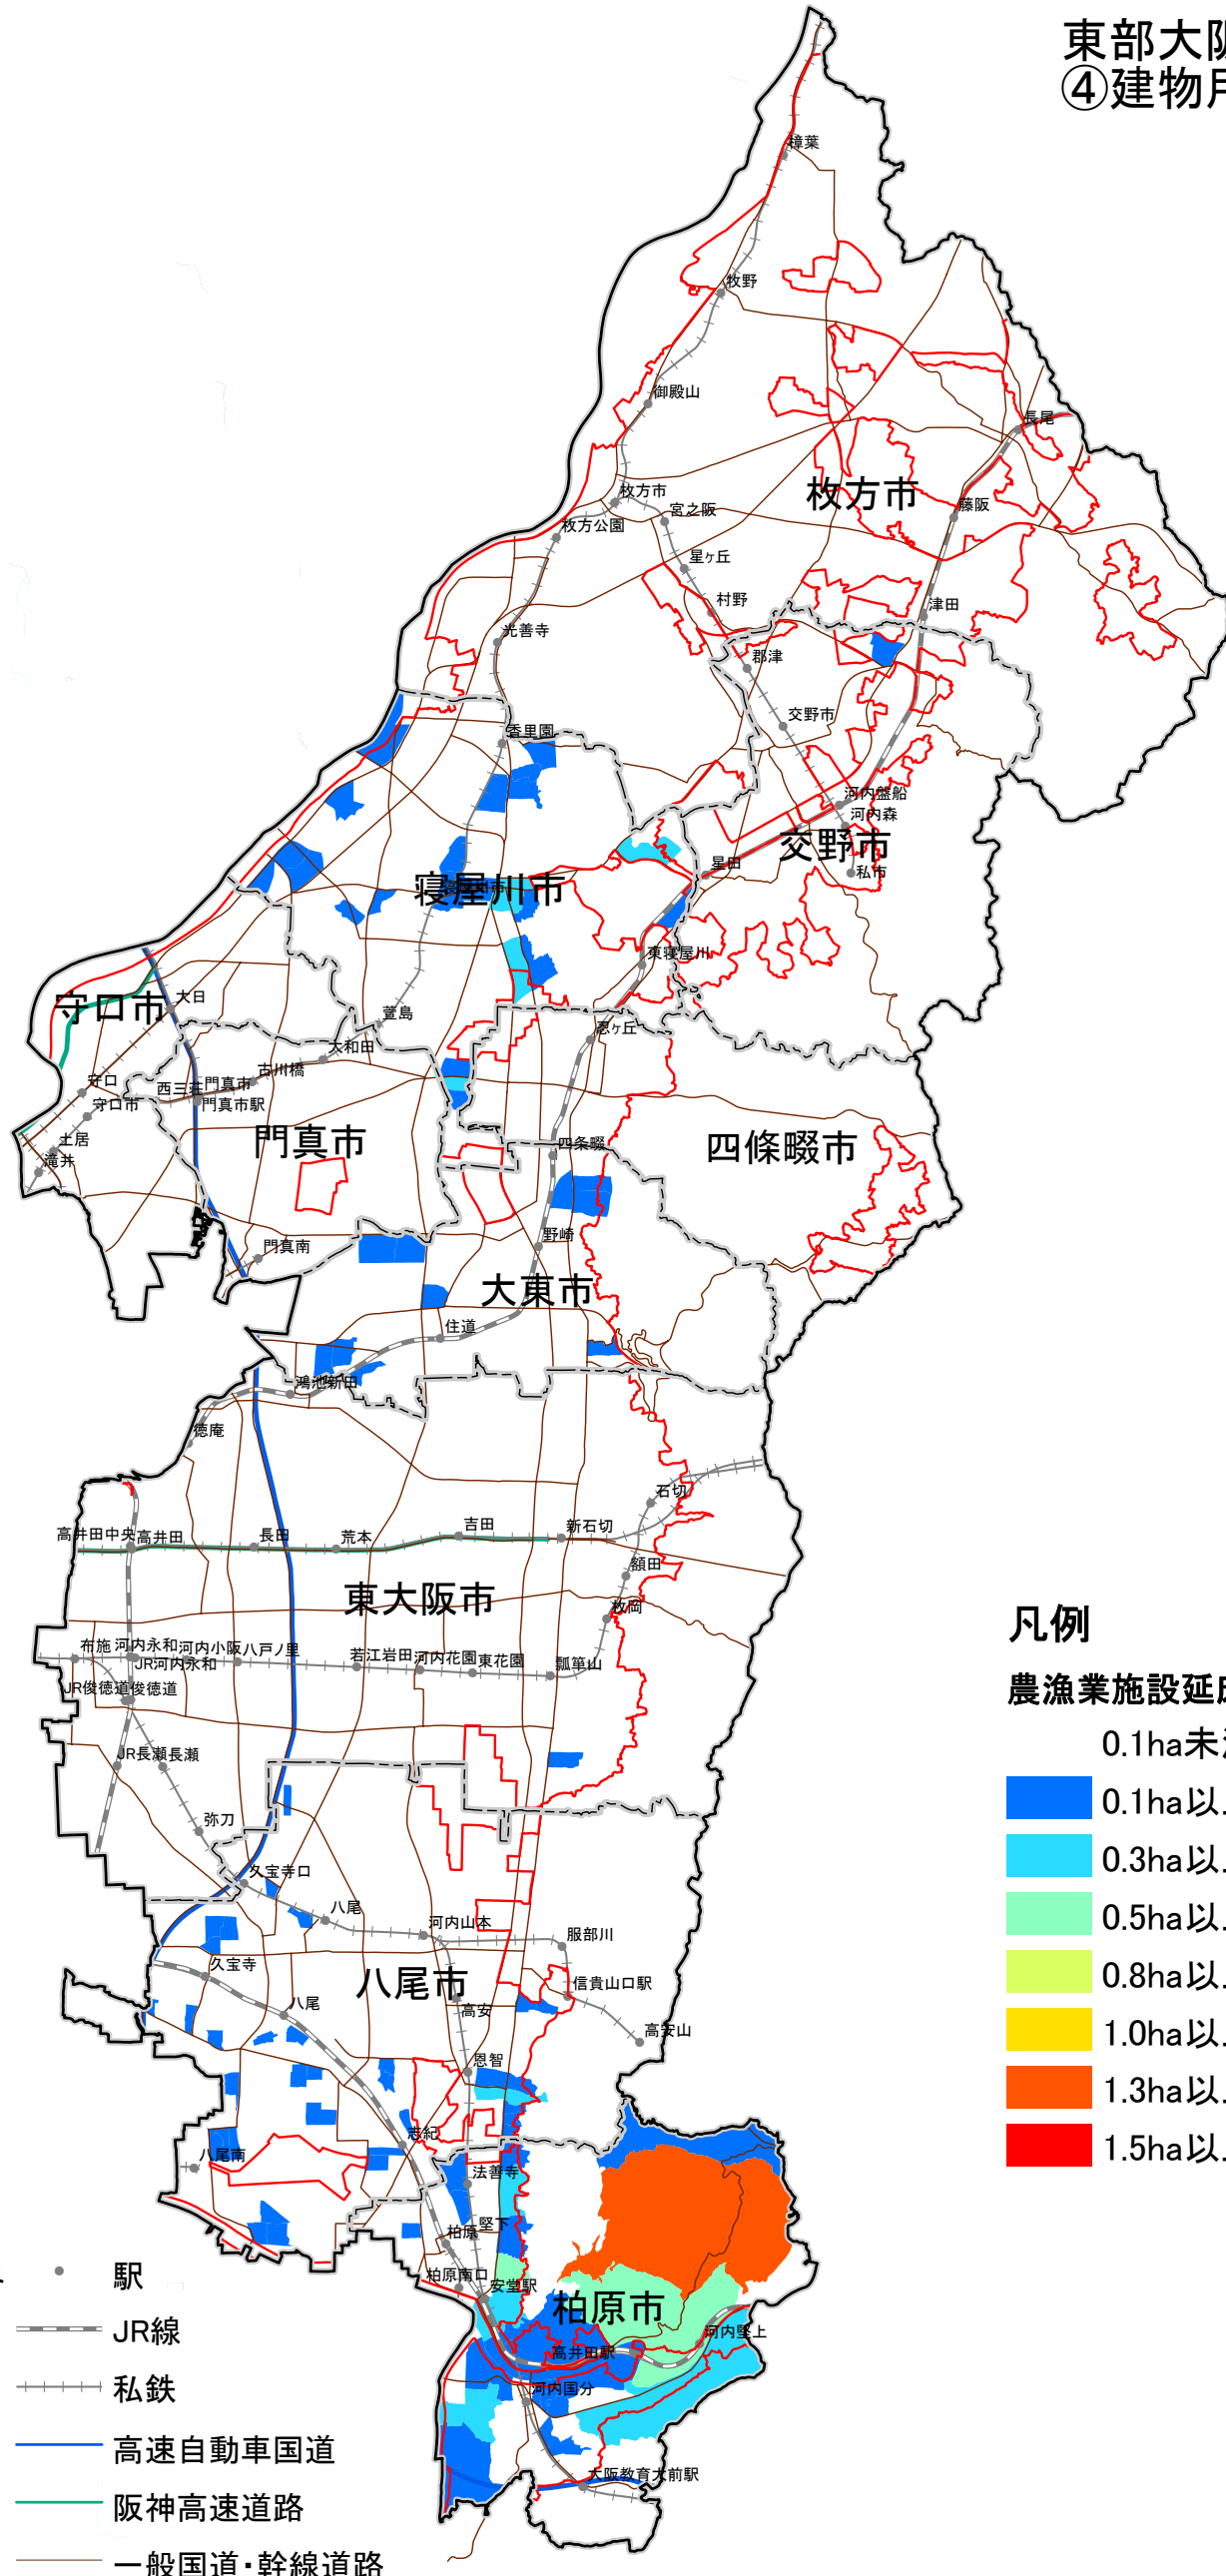 東部大阪
④建物用
樟葉
牧野
御殿山
長尾
枚方市
枚方市
藤阪
宮之阪
枚方公園
星ヶ丘
村野
津田
光善寺
郡津
交野市
香里園
河内磐船
河内森
交野市
星田
私市
寝屋川市
東寝屋川
守口市
大日
萱島
忍ヶ丘
大和田
古川橋
西三荘
門真市
門真市駅
守口
守口市
土居
滝井
門真市
四条畷
四條畷市
野崎
門真南
大東市
住道
鴻池新田
徳庵
石切
高井田中央
高井田
長田
荒本
吉田
新石切
額田
東大阪市
枚岡
布施
河内永和
河内小阪
八戸ノ里
JR河内永和
若江岩田
河内花園
東花園
瓢箪山
JR俊徳道
俊徳道
JR長瀬
長瀬
弥刀
久宝寺口
八尾
河内山本
服部川
久宝寺
八尾市
信貴山口駅
八尾
高安
高安山
恩智
志紀
八尾南
法善寺
柏原
堅下
柏原南口
安堂駅
柏原市
高井田駅
河内堅上
河内国分
大阪教育大前駅
凡例
農漁業施設延床
0.1ha未満
0.1ha以上
0.3ha以上
0.5ha以上
0.8ha以上
1.0ha以上
1.3ha以上
1.5ha以上
駅
JR線
私鉄
高速自動車国道
阪神高速道路
一般国道・幹線道路